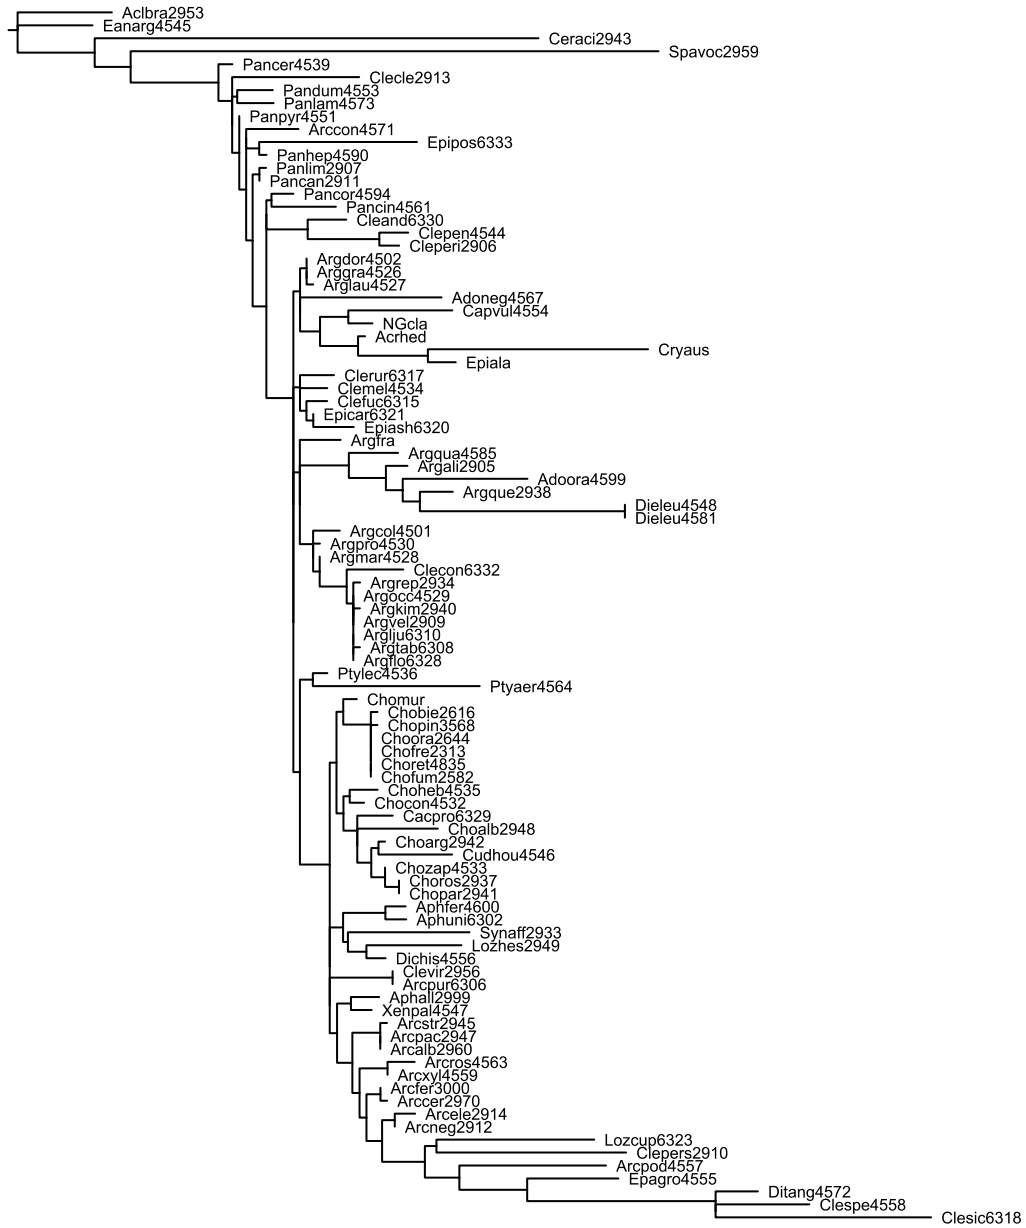 Aclbra2953
Eanarg4545
Ceraci2943
Spavoc2959
Pancer4539
Clecle2913
Pandum4553
Panlam4573
Panpyr4551
Arccon4571
Epipos6333
Panhep4590
Panlim2907
Pancan2911
Pancor4594
Pancin4561
Cleand6330
Clepen4544
Cleperi2906
Argdor4502
Arggra4526
Arglau4527
Adoneg4567
Capvul4554
NGcla
Acrhed
Cryaus
Epiala
Clerur6317
Clemel4534
Clefuc6315
Epicar6321
Epiash6320
Argfra
Argqua4585
Argali2905
Adoora4599
Argque2938
Dieleu4548
Dieleu4581
Argcol4501
Argpro4530
Argmar4528
Clecon6332
Argrep2934
Argocc4529
Argkim2940
Argvel2909
Arglju6310
Argtab6308
Argflo6328
Ptylec4536
Ptyaer4564
Chomur
Chobie2616
Chopin3568
Choora2644
Chofre2313
Choret4835
Chofum2582
Choheb4535
Chocon4532
Cacpro6329
Choalb2948
Choarg2942
Cudhou4546
Chozap4533
Choros2937
Chopar2941
Aphfer4600
Aphuni6302
Synaff2933
Lozhes2949
Dichis4556
Clevir2956
Arcpur6306
Aphall2999
Xenpal4547
Arcstr2945
Arcpac2947
Arcalb2960
Arcros4563
Arcxyl4559
Arcfer3000
Arccer2970
Arcele2914
Arcneg2912
Lozcup6323
Clepers2910
Arcpod4557
Epagro4555
Ditang4572
Clespe4558
Clesic6318